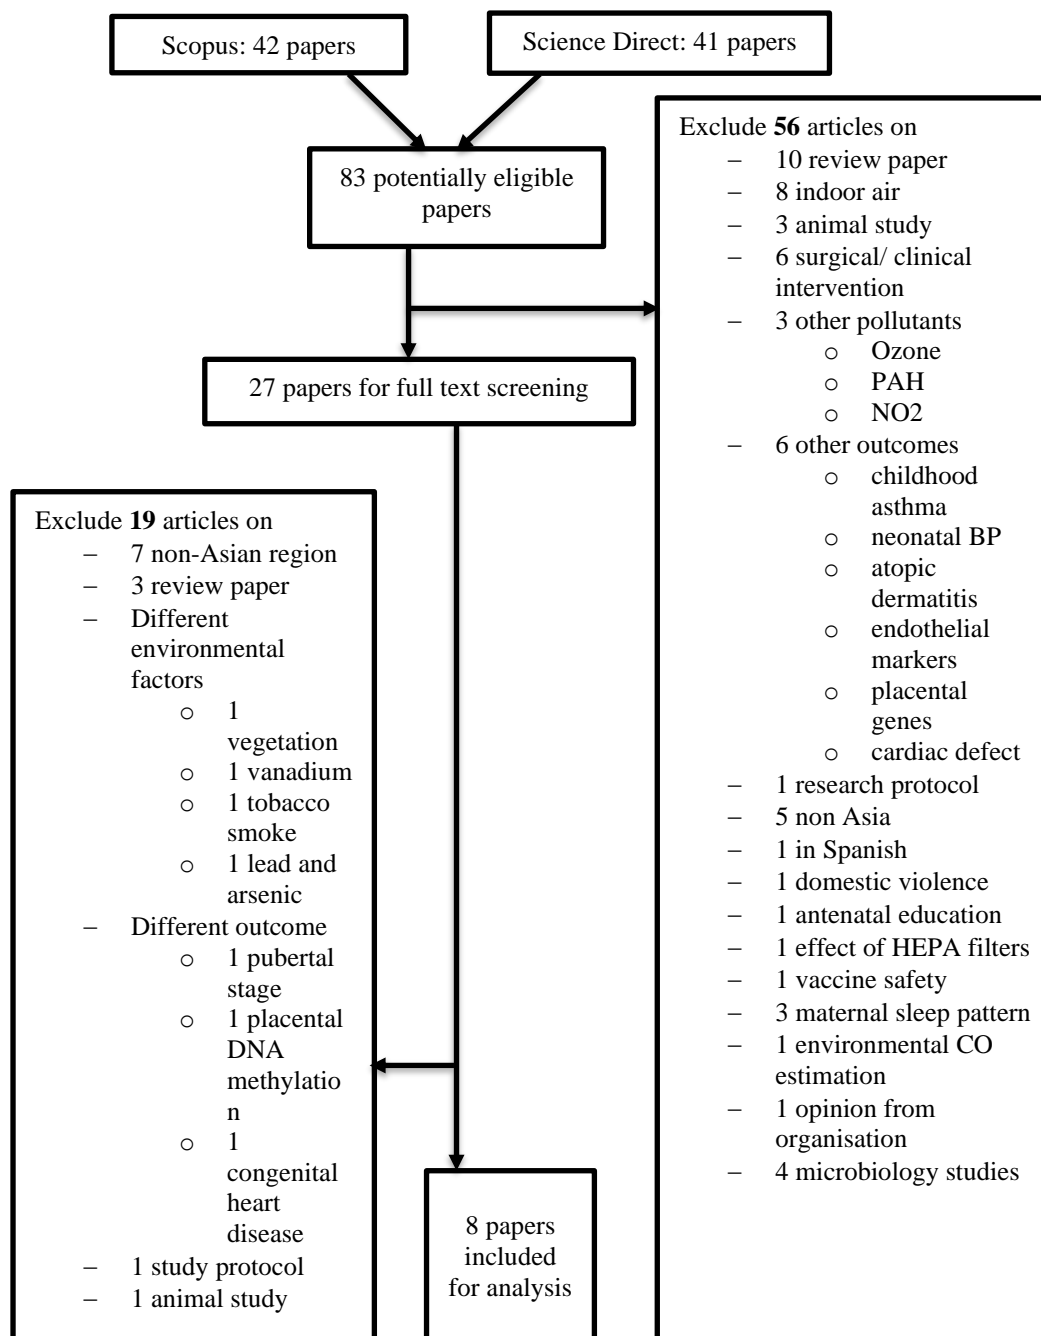 Scopus: 42 papers
Science Direct: 41 papers
83 potentially eligible
papers
Exclude 56 articles on
– 10 review paper
– 8 indoor air
– 3 animal study
– 6 surgical/ clinical
intervention
– 3 other pollutants
o Ozone
o PAH
o NO2
– 6 other outcomes
o childhood
asthma
o neonatal BP
o atopic
dermatitis
o endothelial
markers
o placental
genes
o cardiac defect
– 1 research protocol
– 5 non Asia
– 1 in Spanish
– 1 domestic violence
– 1 antenatal education
– 1 effect of HEPA filters
– 1 vaccine safety
– 3 maternal sleep pattern
– 1 environmental CO
estimation
– 1 opinion from
organisation
– 4 microbiology studies
27 papers for full text screening
Exclude 19 articles on
– 7 non-Asian region
– 3 review paper
– Different
environmental
factors
o 1
vegetation
o 1 vanadium
o 1 tobacco
smoke
o 1 lead and
arsenic
– Different outcome
o 1 pubertal
stage
o 1 placental
DNA
methylatio
n
o 1
congenital
heart
disease
– 1 study protocol
– 1 animal study
8 papers
included
for analysis